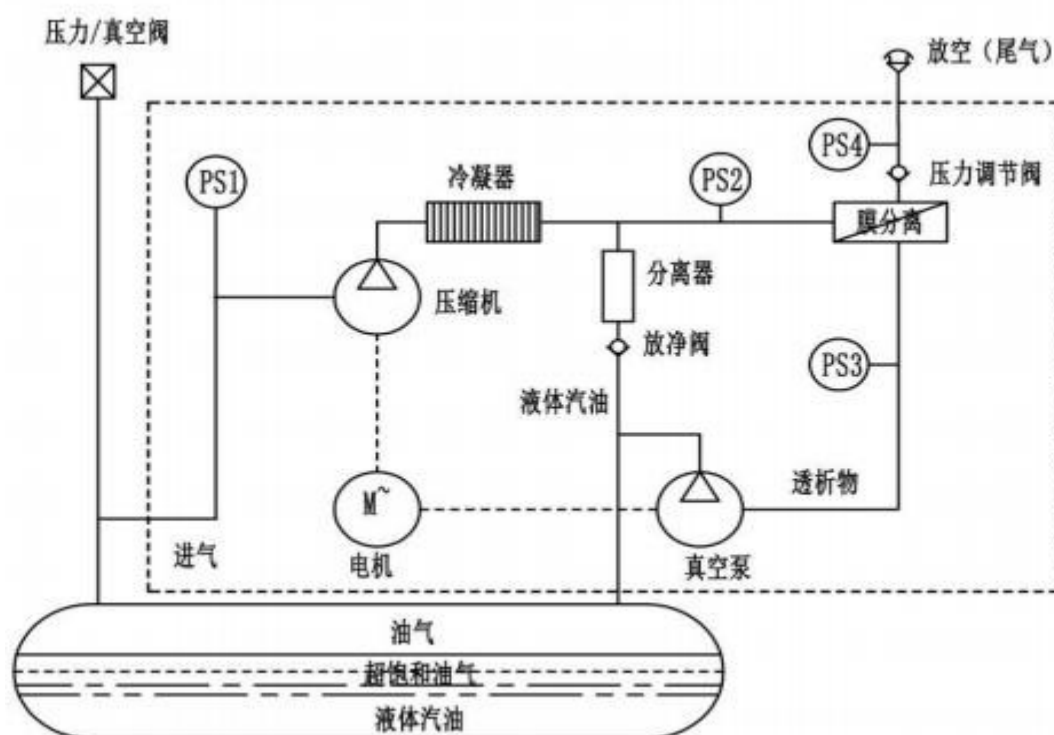 压力/真空阀
放空（尾气）
PS1
冷凝器
PS2
PS4
压力调节阀
膜分离
压缩机
分离器
放净阀
PS3
液体汽油
M~
电机
透析物
真空泵
进气
油气
超饱和油气
液体汽油